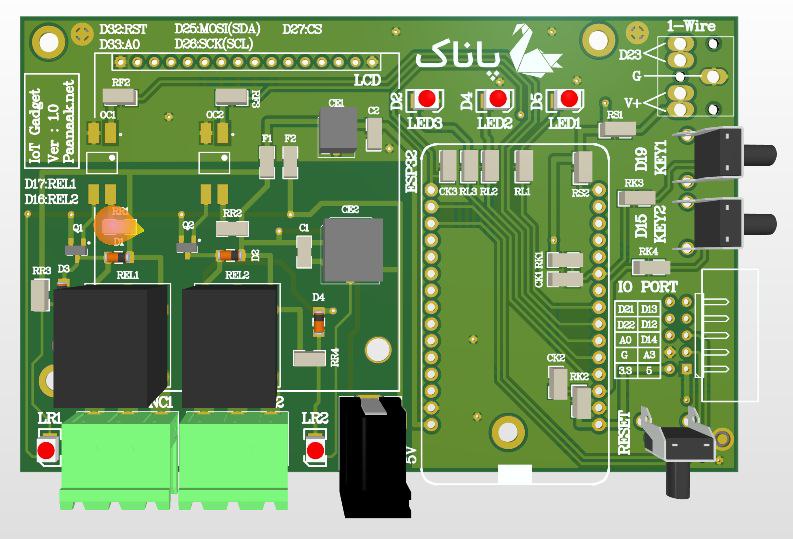 D32:RST
D25:MOSI(SDA)
D27:CS
D33:A0
D26:SCK(SCL)
پاناک
1-Wire
D23
G
V+
LCD
RF2
OC1
OC2
CE1
C2
F1
F2
D2
LED3
D4
LED2
D5
LED1
RS1
IoT Gadget
Ver : 1.0
Paanaak.net
D17:REL1
D16:REL2
ESP32
CK3
RL3
RL2
RL1
RS2
D19
KEY1
RK3
D15
KEY2
RK4
RR1
RR2
Q1
Q2
D1
D2
C1
CE2
RK1
CK1
RR3
D3
REL1
REL2
D4
RR4
IO PORT
D21 D13
D22 D12
A0 D14
G A3
3.3 5
CK2
RK2
RESET
LR1
NC1
LR2
5V